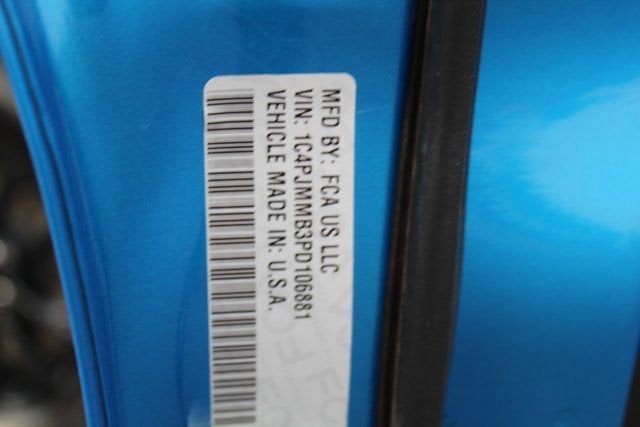 MFD BY: FCA US LLC
VIN: 1C4PJMMB3PD106881
VEHICLE MADE IN: U.S.A.